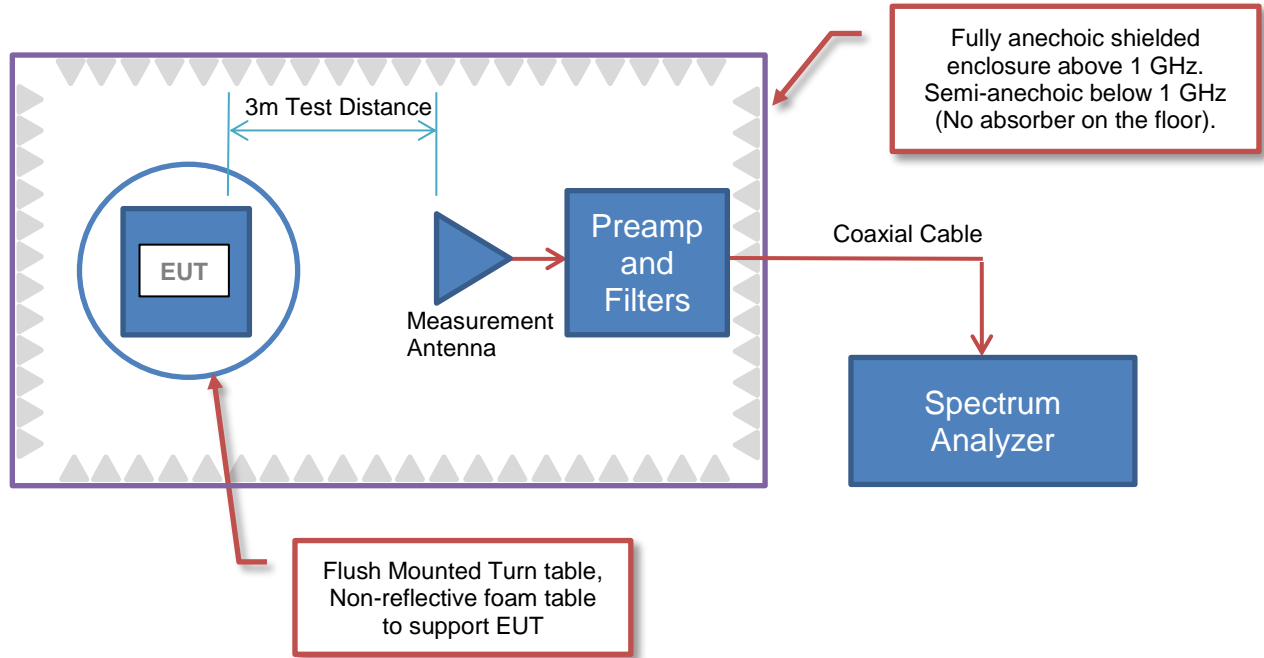 Fully anechoic shielded
enclosure above 1 GHz.
Semi-anechoic below 1 GHz
(No absorber on the floor).
3m Test Distance
EUT
Measurement
Antenna
Preamp
and
Filters
Coaxial Cable
Spectrum
Analyzer
Flush Mounted Turn table,
Non-reflective foam table
to support EUT